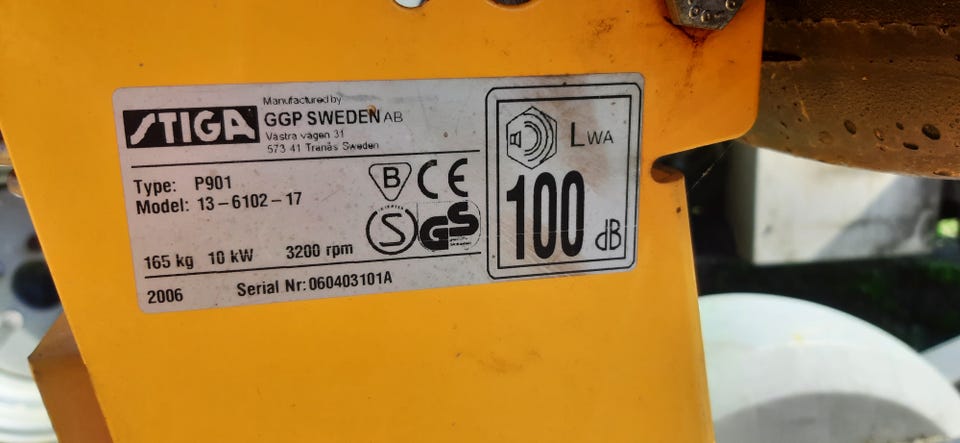 STIGA
Manufactured by
GGP SWEDEN AB
Västra vägen 31
573 41 Tranås Sweden
Type: P901
Model: 13-6102-17
165 kg 10 kW 3200 rpm
2006 Serial Nr: 060403101A
B CE
S GS
LWA
100 dB